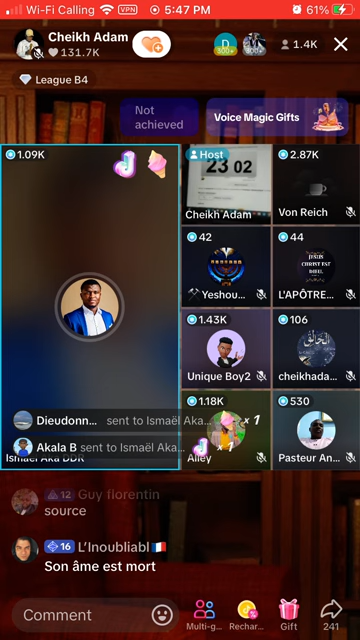 Wi-Fi Calling VPN 5:47 PM 61%
Cheikh Adam
131.7K
300+
300+
1.4K
League B4
Not achieved
Voice Magic Gifts
1.09K
Host
23 02
Cheikh Adam
2.87K
Von Reich
42
Yeshou...
44
JÉSUS CHRIST EST
L'APÔTRE...
1.43K
Unique Boy2
106
cheikhada...
1.18K
x 1
Alley
530
Pasteur An...
Dieudonn... sent to Ismaël Aka...
Akala B sent to Ismaël Aka... x 1
Ismaël Aka DDR
12 Guy florentin
source
16 L'Inoubliabl🇫🇷
Son âme est mort
Comment
Multi-g...
Rechar...
Gift
241